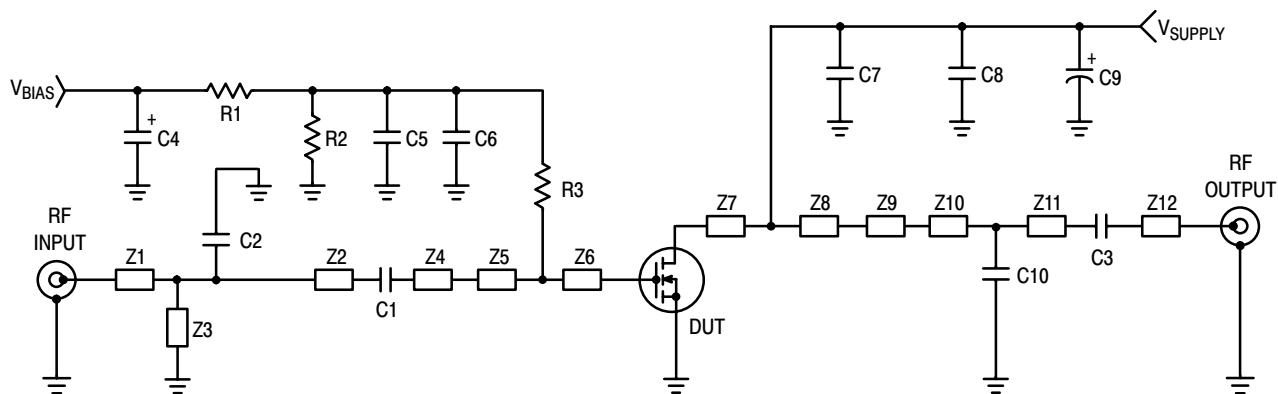 V_SUPPLY
C7
C8
+
C9
V_BIAS
R1
+
C4
R2
C5
C6
R3
RF
INPUT
C2
Z1
Z2
Z4
Z5
Z6
C1
Z3
DUT
Z7
Z8
Z9
Z10
Z11
Z12
C3
C10
RF
OUTPUT